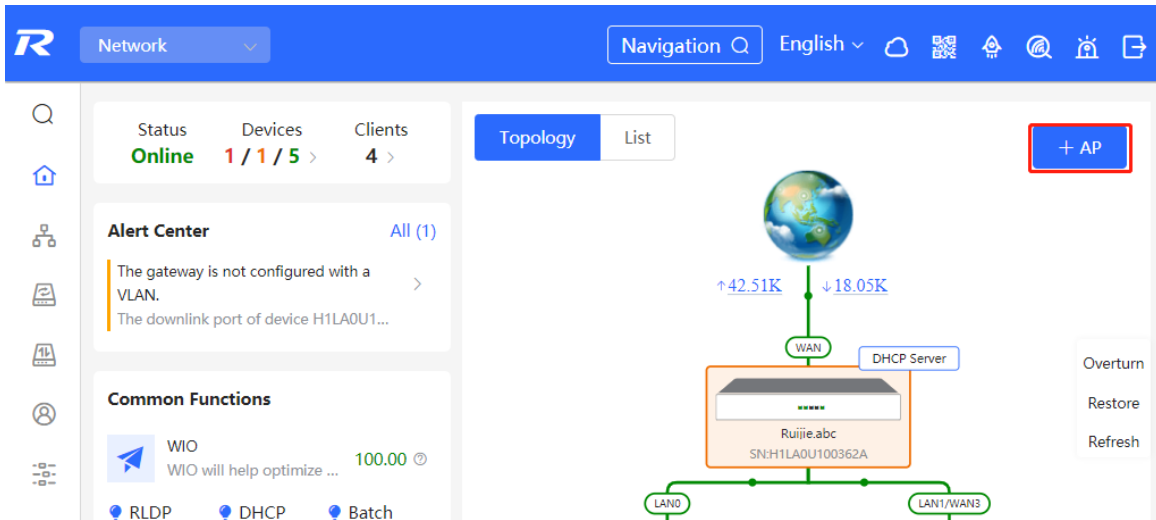 Network
Navigation
English
Status
Devices
Clients
Online
1 / 1 / 5 >
4 >
Topology
List
+ AP
Alert Center
All (1)
The gateway is not configured with a
VLAN.
The downlink port of device H1LA0U1...
↑42.51K
↓18.05K
WAN
DHCP Server
Ruijie.abc
SN:H1LA0U100362A
LAN0
LAN1/WAN3
Overturn
Restore
Refresh
Common Functions
WIO
WIO will help optimize ...
100.00
RLDP
DHCP
Batch